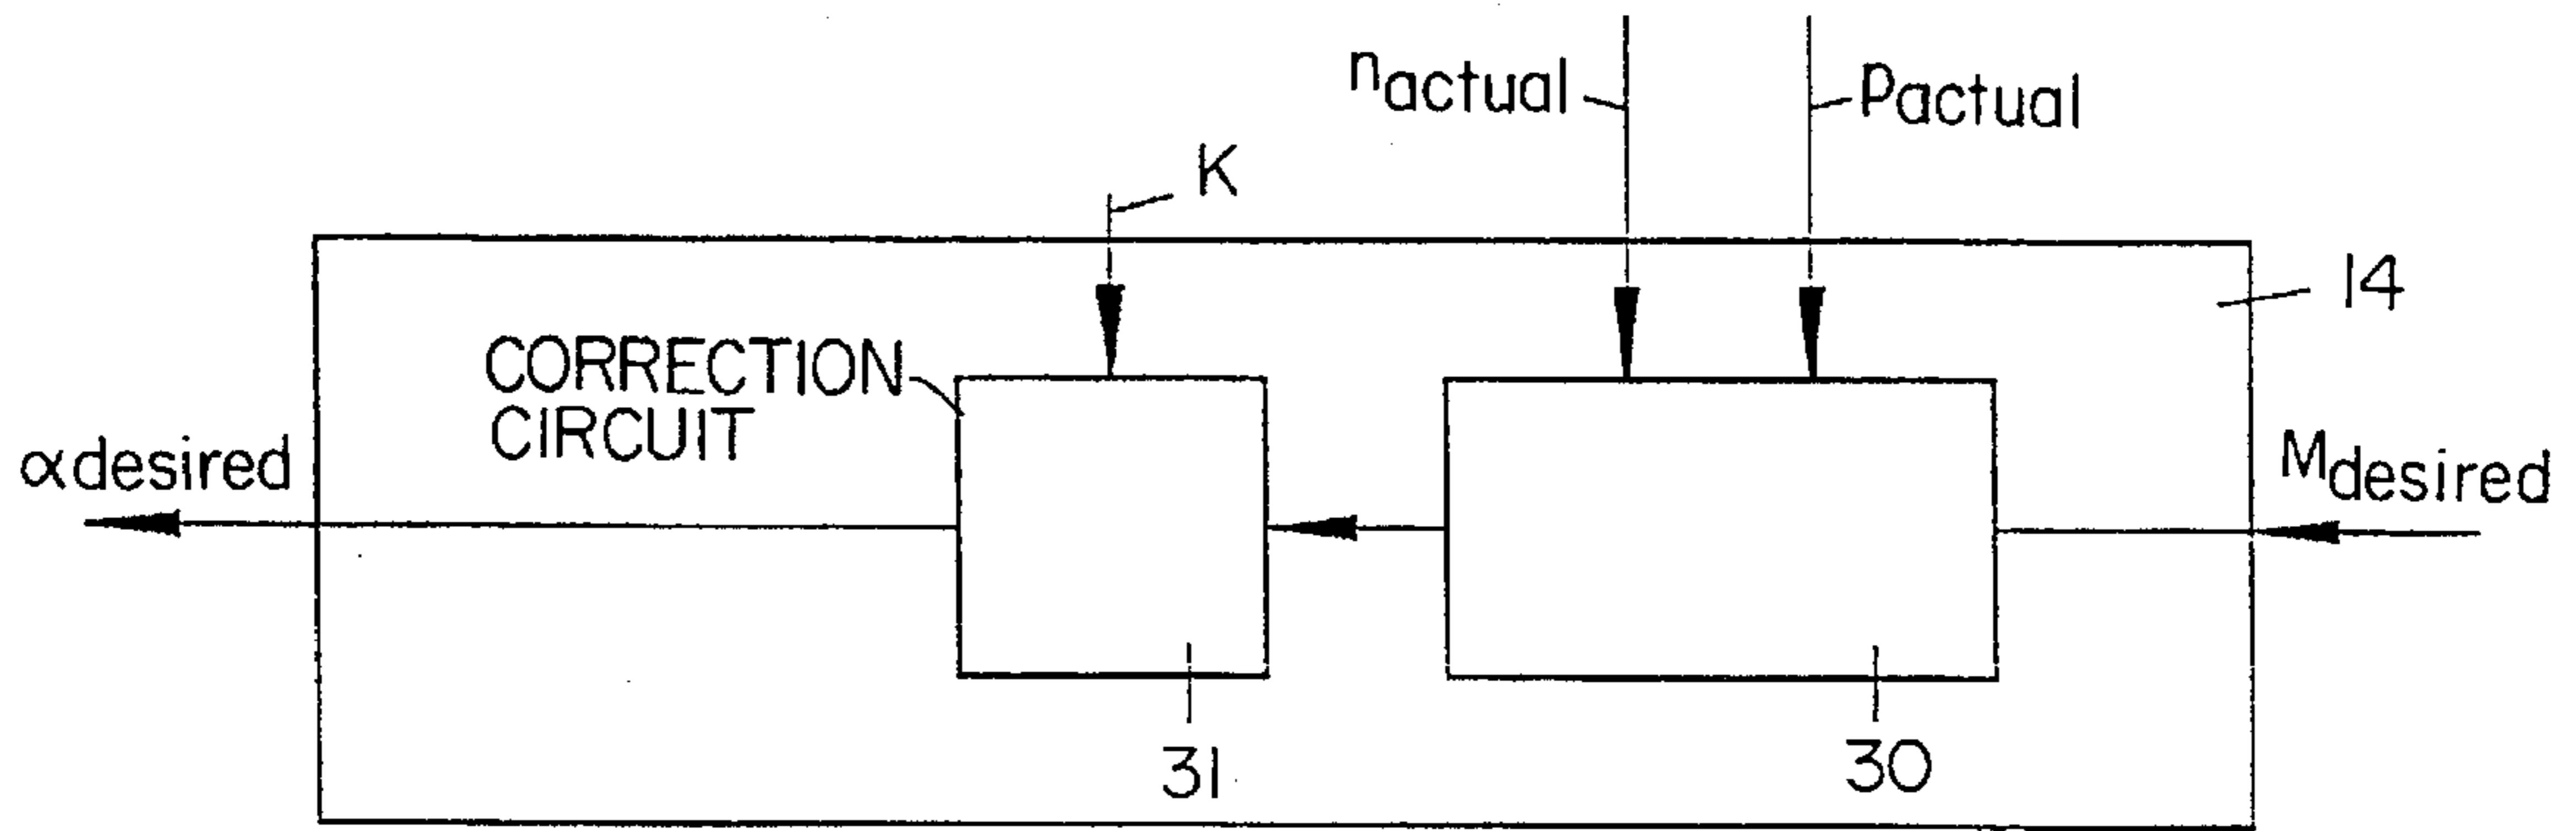 nactual
pactual
K
14
CORRECTION
CIRCUIT
αdesired
Mdesired
31
30